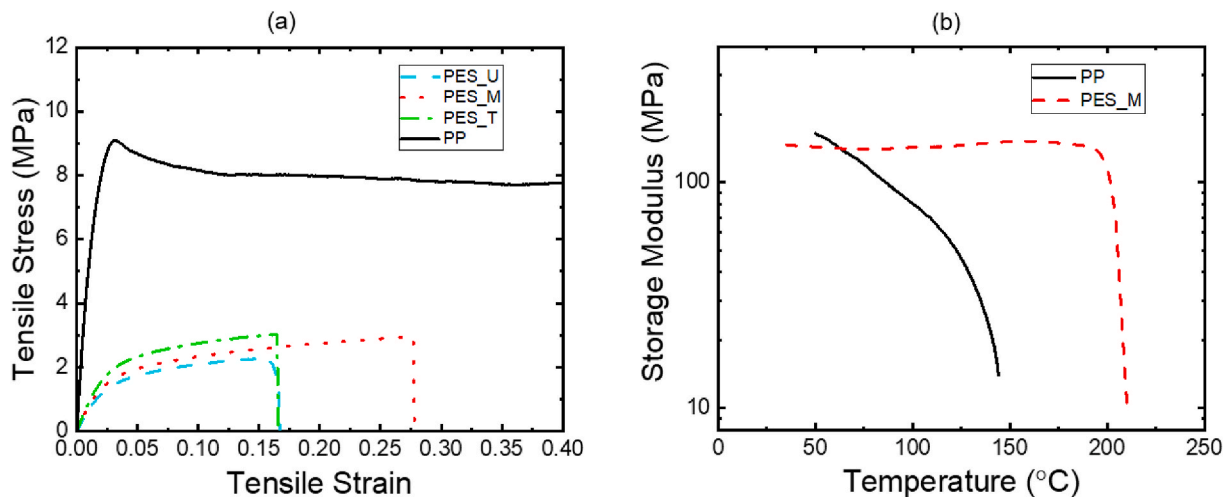 (a)
Tensile Stress (MPa)
12
10
8
6
4
2
0
0.00 0.05 0.10 0.15 0.20 0.25 0.30 0.35 0.40
Tensile Strain
PES_U
PES_M
PES_T
PP
(b)
Storage Modulus (MPa)
100
10
0 50 100 150 200 250
Temperature (°C)
PP
PES_M